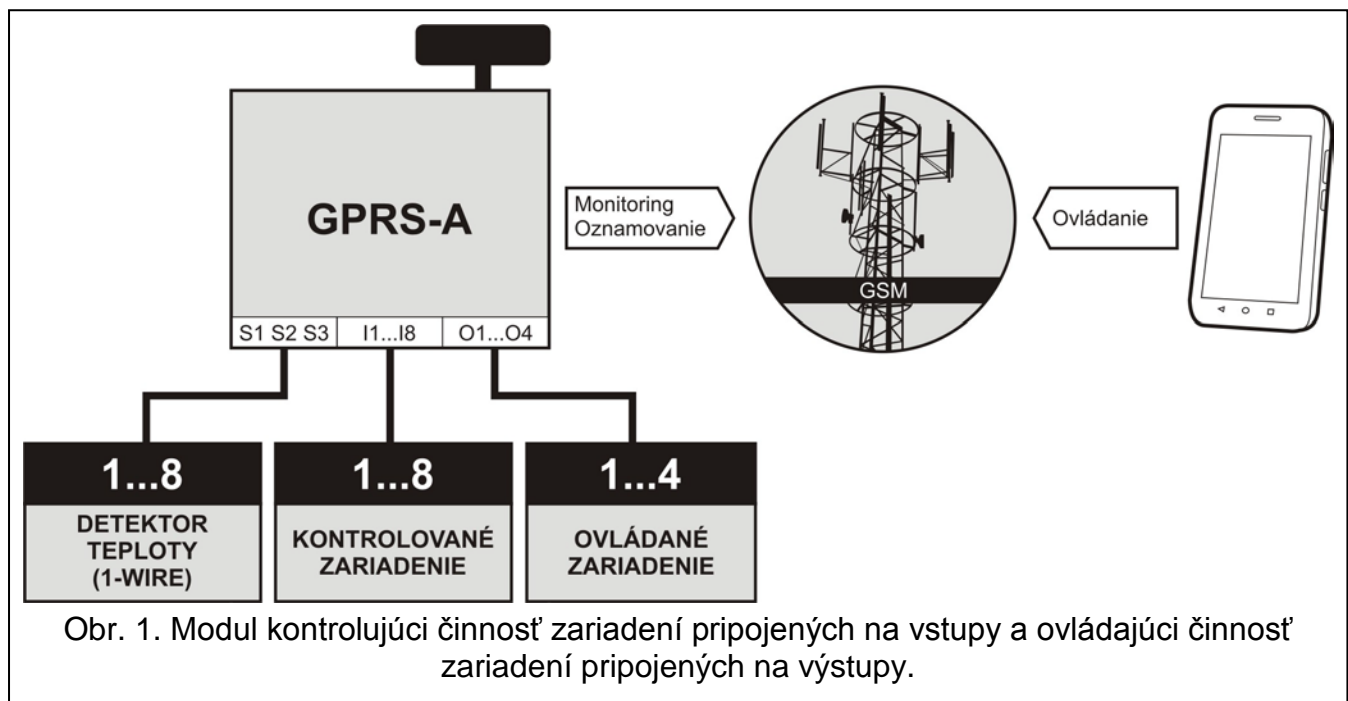 GPRS-A
S1 S2 S3
I1...I8
O1...O4
Monitoring
Oznamovanie
GSM
Ovládanie
1...8
DETEKTOR
TEPLOTY
(1-WIRE)
1...8
KONTROLOVANÉ
ZARIADENIE
1...4
OVLÁDANÉ
ZARIADENIE
Obr. 1. Modul kontrolujúci činnosť zariadení pripojených na vstupy a ovládajúci činnosť
zariadení pripojených na výstupy.